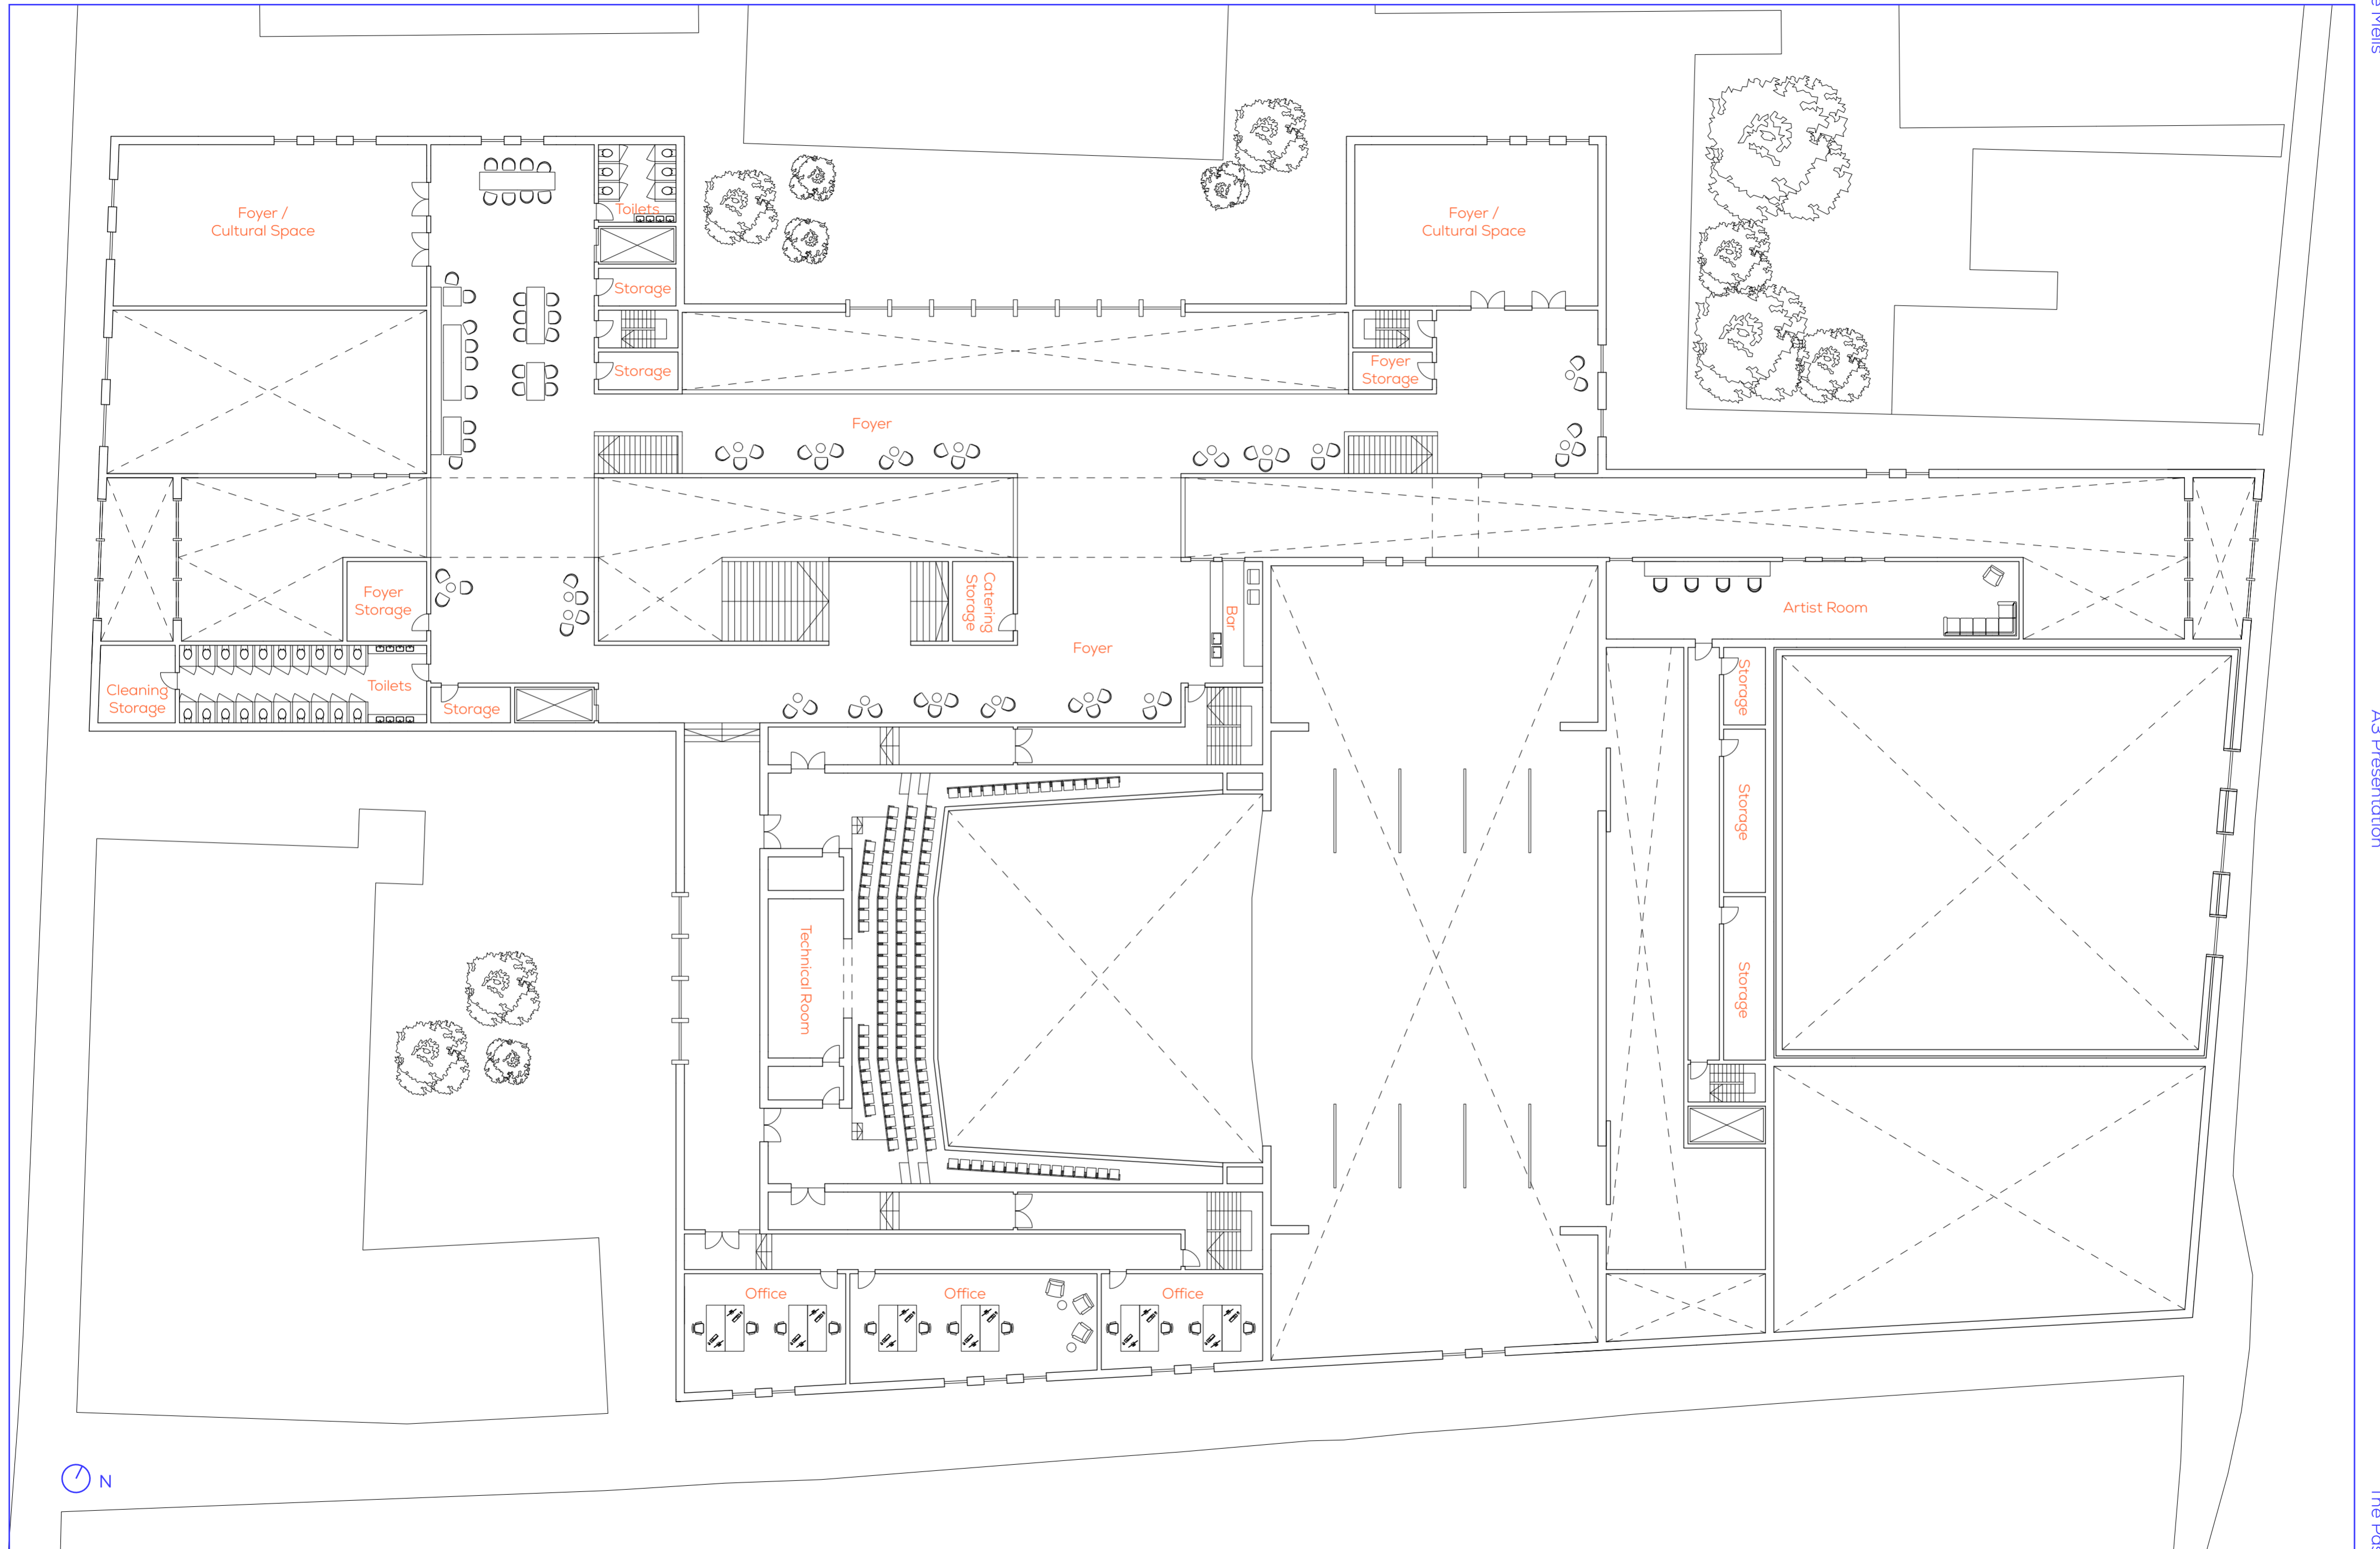 Foyer /
Cultural Space
Toilets
Foyer /
Cultural Space
Storage
Storage
Foyer
Storage
Foyer
Foyer
Storage
Catering
Storage
Bar
Artist Room
Foyer
Cleaning
Storage
Toilets
Storage
Storage
Storage
Storage
Technical Room
Office
Office
Office
N
A3 Presentation